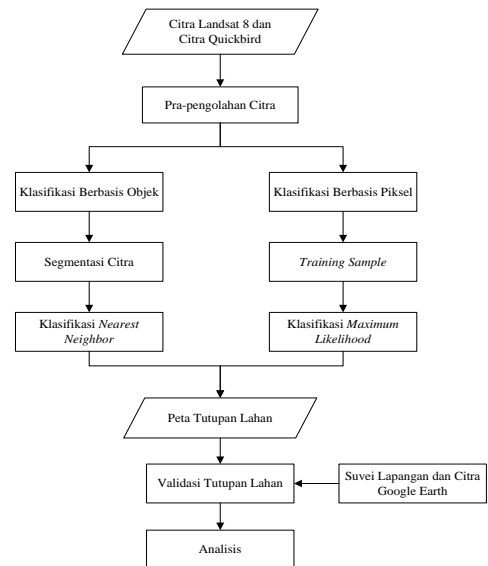 Citra Landsat 8 dan
Citra Quickbird
Pra-pengolahan Citra
Klasifikasi Berbasis Objek
Klasifikasi Berbasis Piksel
Segmentasi Citra
Training Sample
Klasifikasi Nearest
Neighbor
Klasifikasi Maximum
Likelihood
Peta Tutupan Lahan
Validasi Tutupan Lahan
Suvei Lapangan dan Citra
Google Earth
Analisis